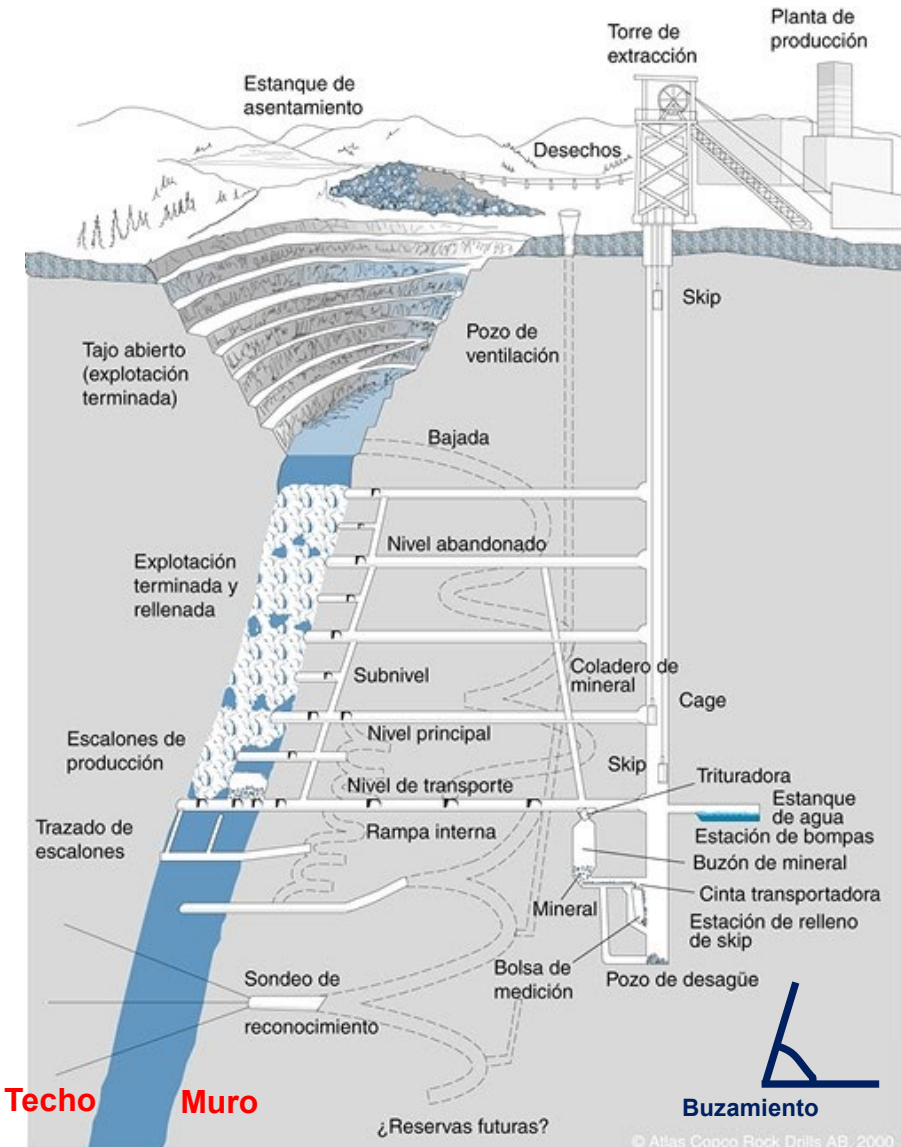 Planta de
producción
Torre de
extracción
Estanque de
asentamiento
Desechos
Skip
Tajo abierto
(explotación
terminada)
Pozo de
ventilación
Bajada
Nivel abandonado
Explotación
terminada y
rellenada
Subnivel
Coladero de
mineral
Cage
Nivel principal
Escalones de
producción
Skip
Trituradora
Nivel de transporte
Estanque
de agua
Trazado de
escalones
Rampa interna
Estación de bompas
Buzón de mineral
Cinta transportadora
Mineral
Estación de relleno
de skip
Bolsa de
medición
Pozo de desagüe
Sondeo de
reconocimiento
Techo
Muro
Buzamiento
¿Reservas futuras?
© Atlas Copco Rock Drills AB, 2000